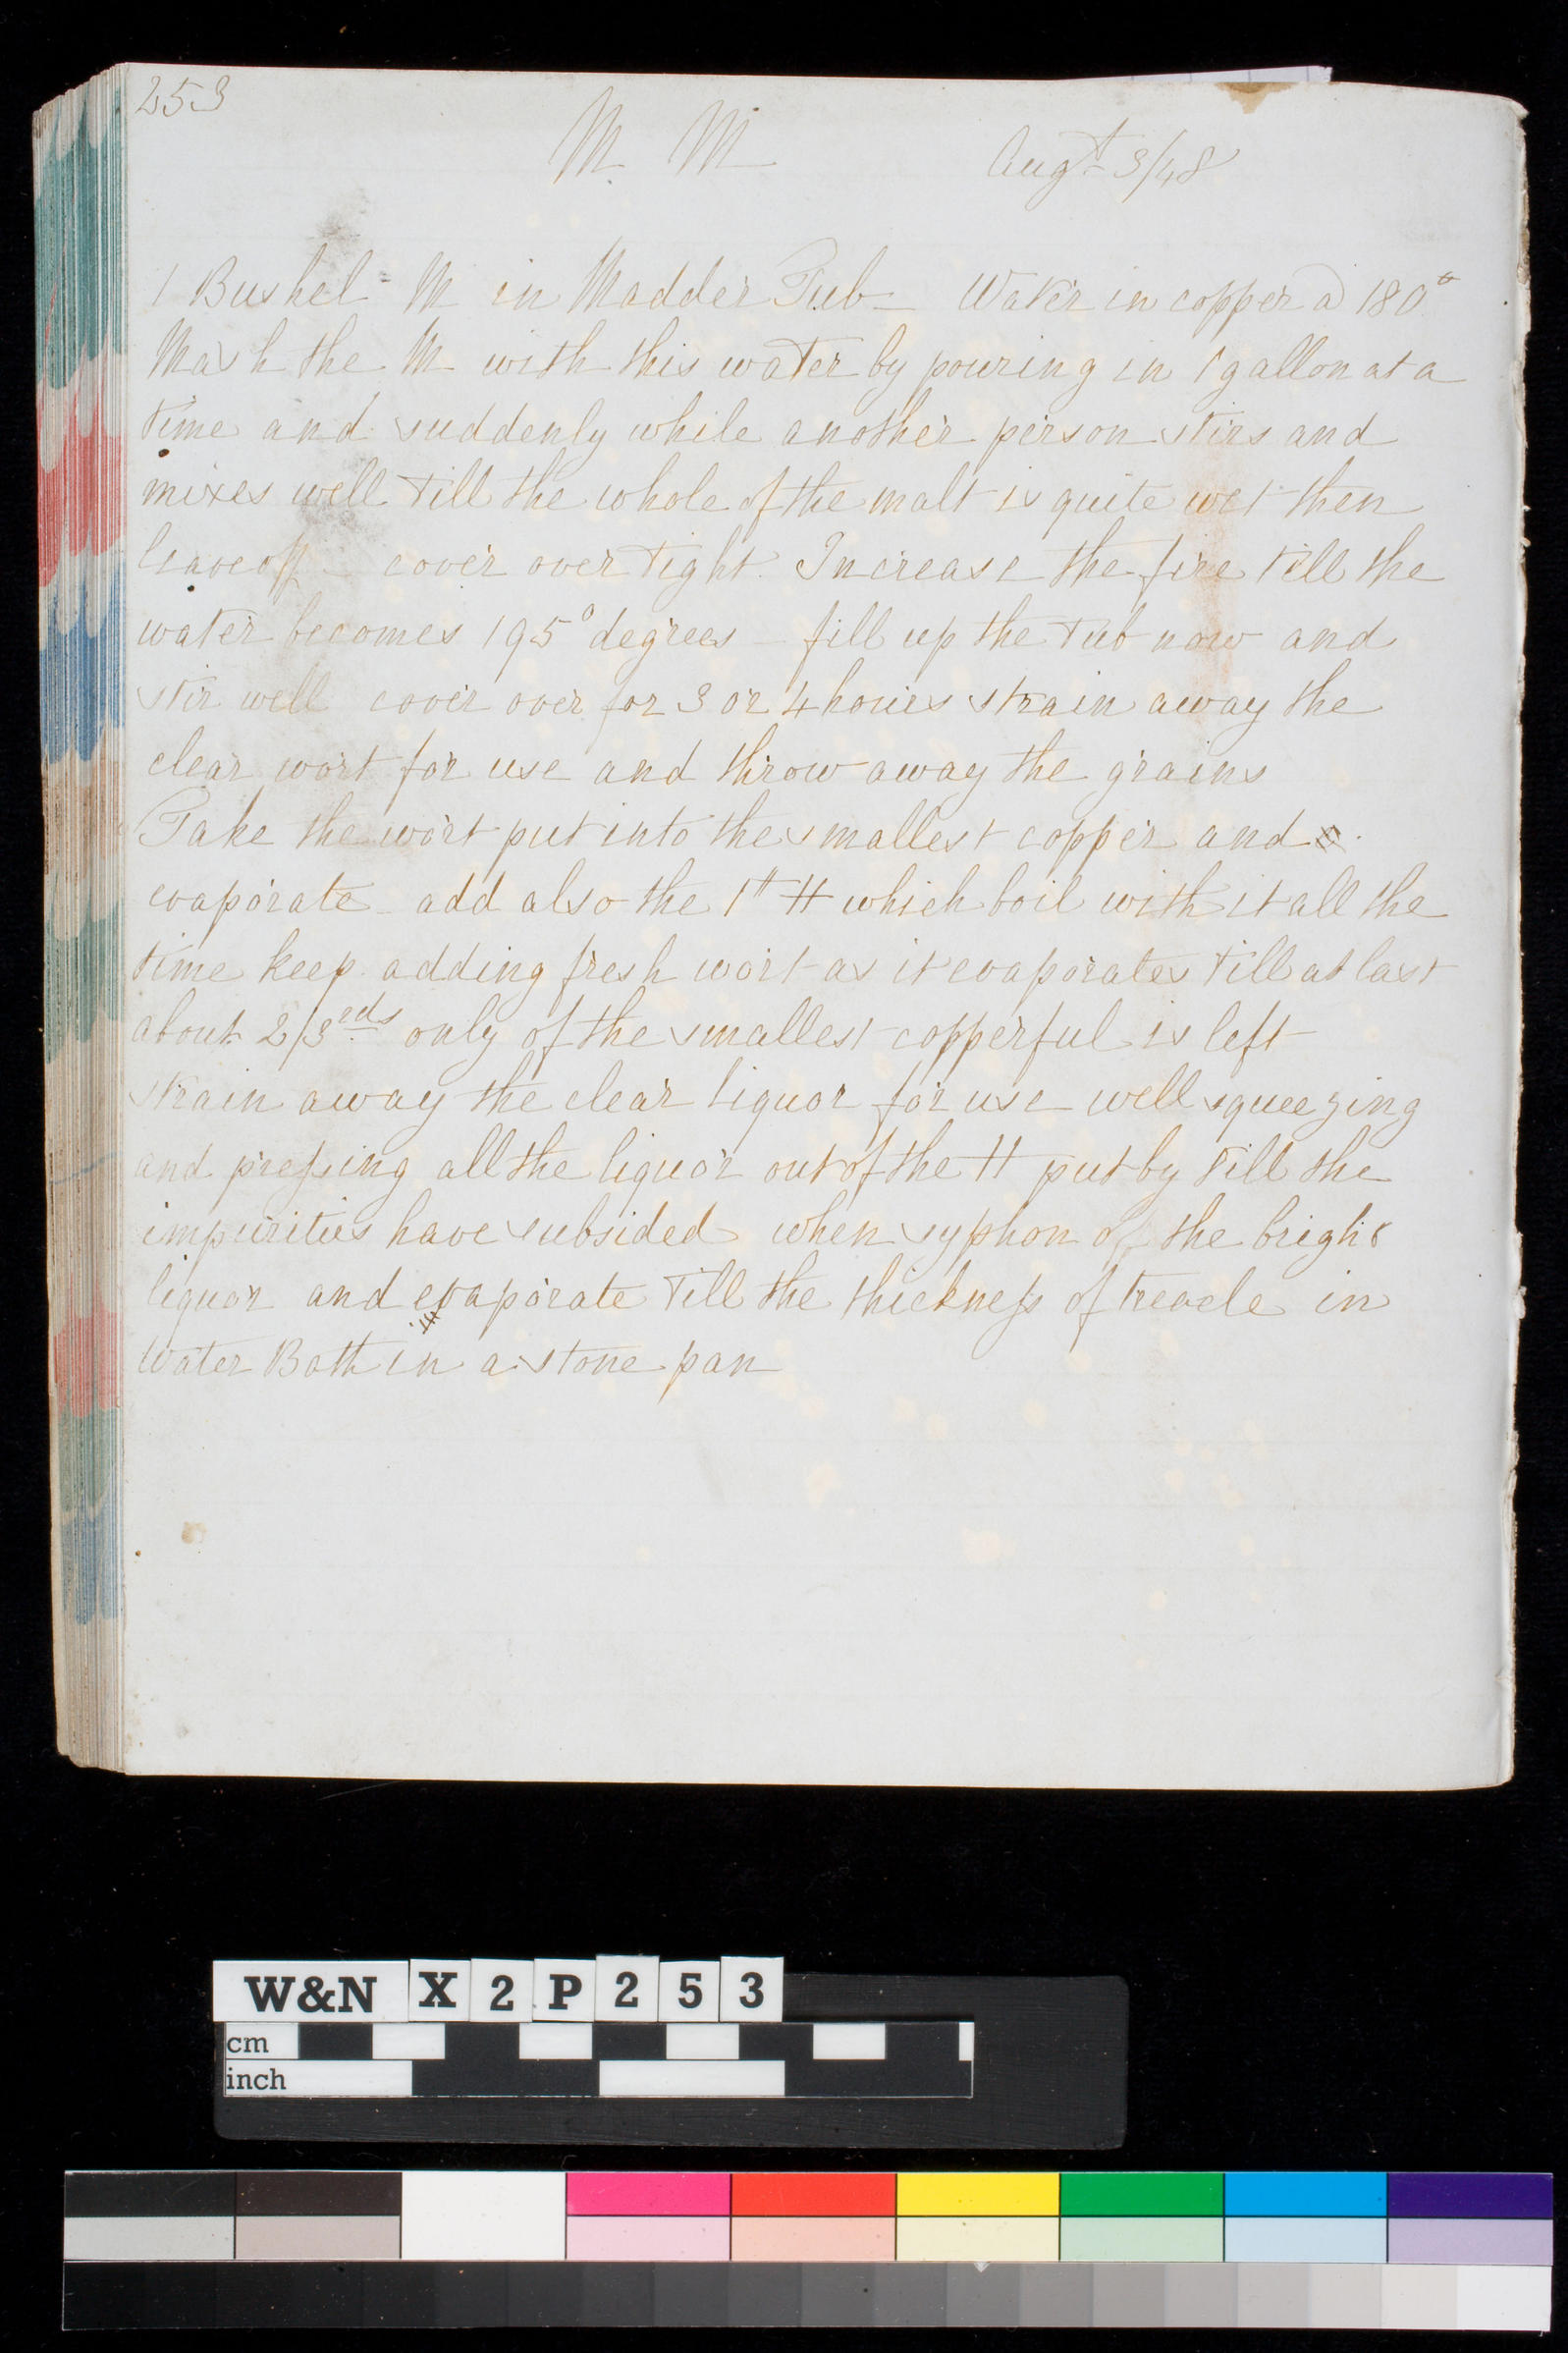 253
M. M Augt 3/48
1 Bushel = M in Madder Tub – Water in copper @ 180°
Mash the M with this water by pouring in 1 gallon at a
time and suddenly while another person stirs and
mixes well till the whole of the malt is quite wet then
leave off – cover over tight. Increase the fire till the
water becomes 195° degrees – fill up the tub now and
stir well cover over for 3 or 4 hours strain away the
clear wort for use and throw away the grains
Take the wort put into the smallest copper and
evaporate – add also the 1 H which boil with it all the
time keep adding fresh wort as it evaporates till at last
about 2/3rds only of the smallest copperful is left
strain away the clear liquor for use – well squeezing
and pressing all the liquor out of the H put by till the
impurities have subsided when syphon of the bright
liquor and evaporate till the thickness of treacle in
Water Bath in a stone pan
W&N X 2 P 2 5 3
cm
inch